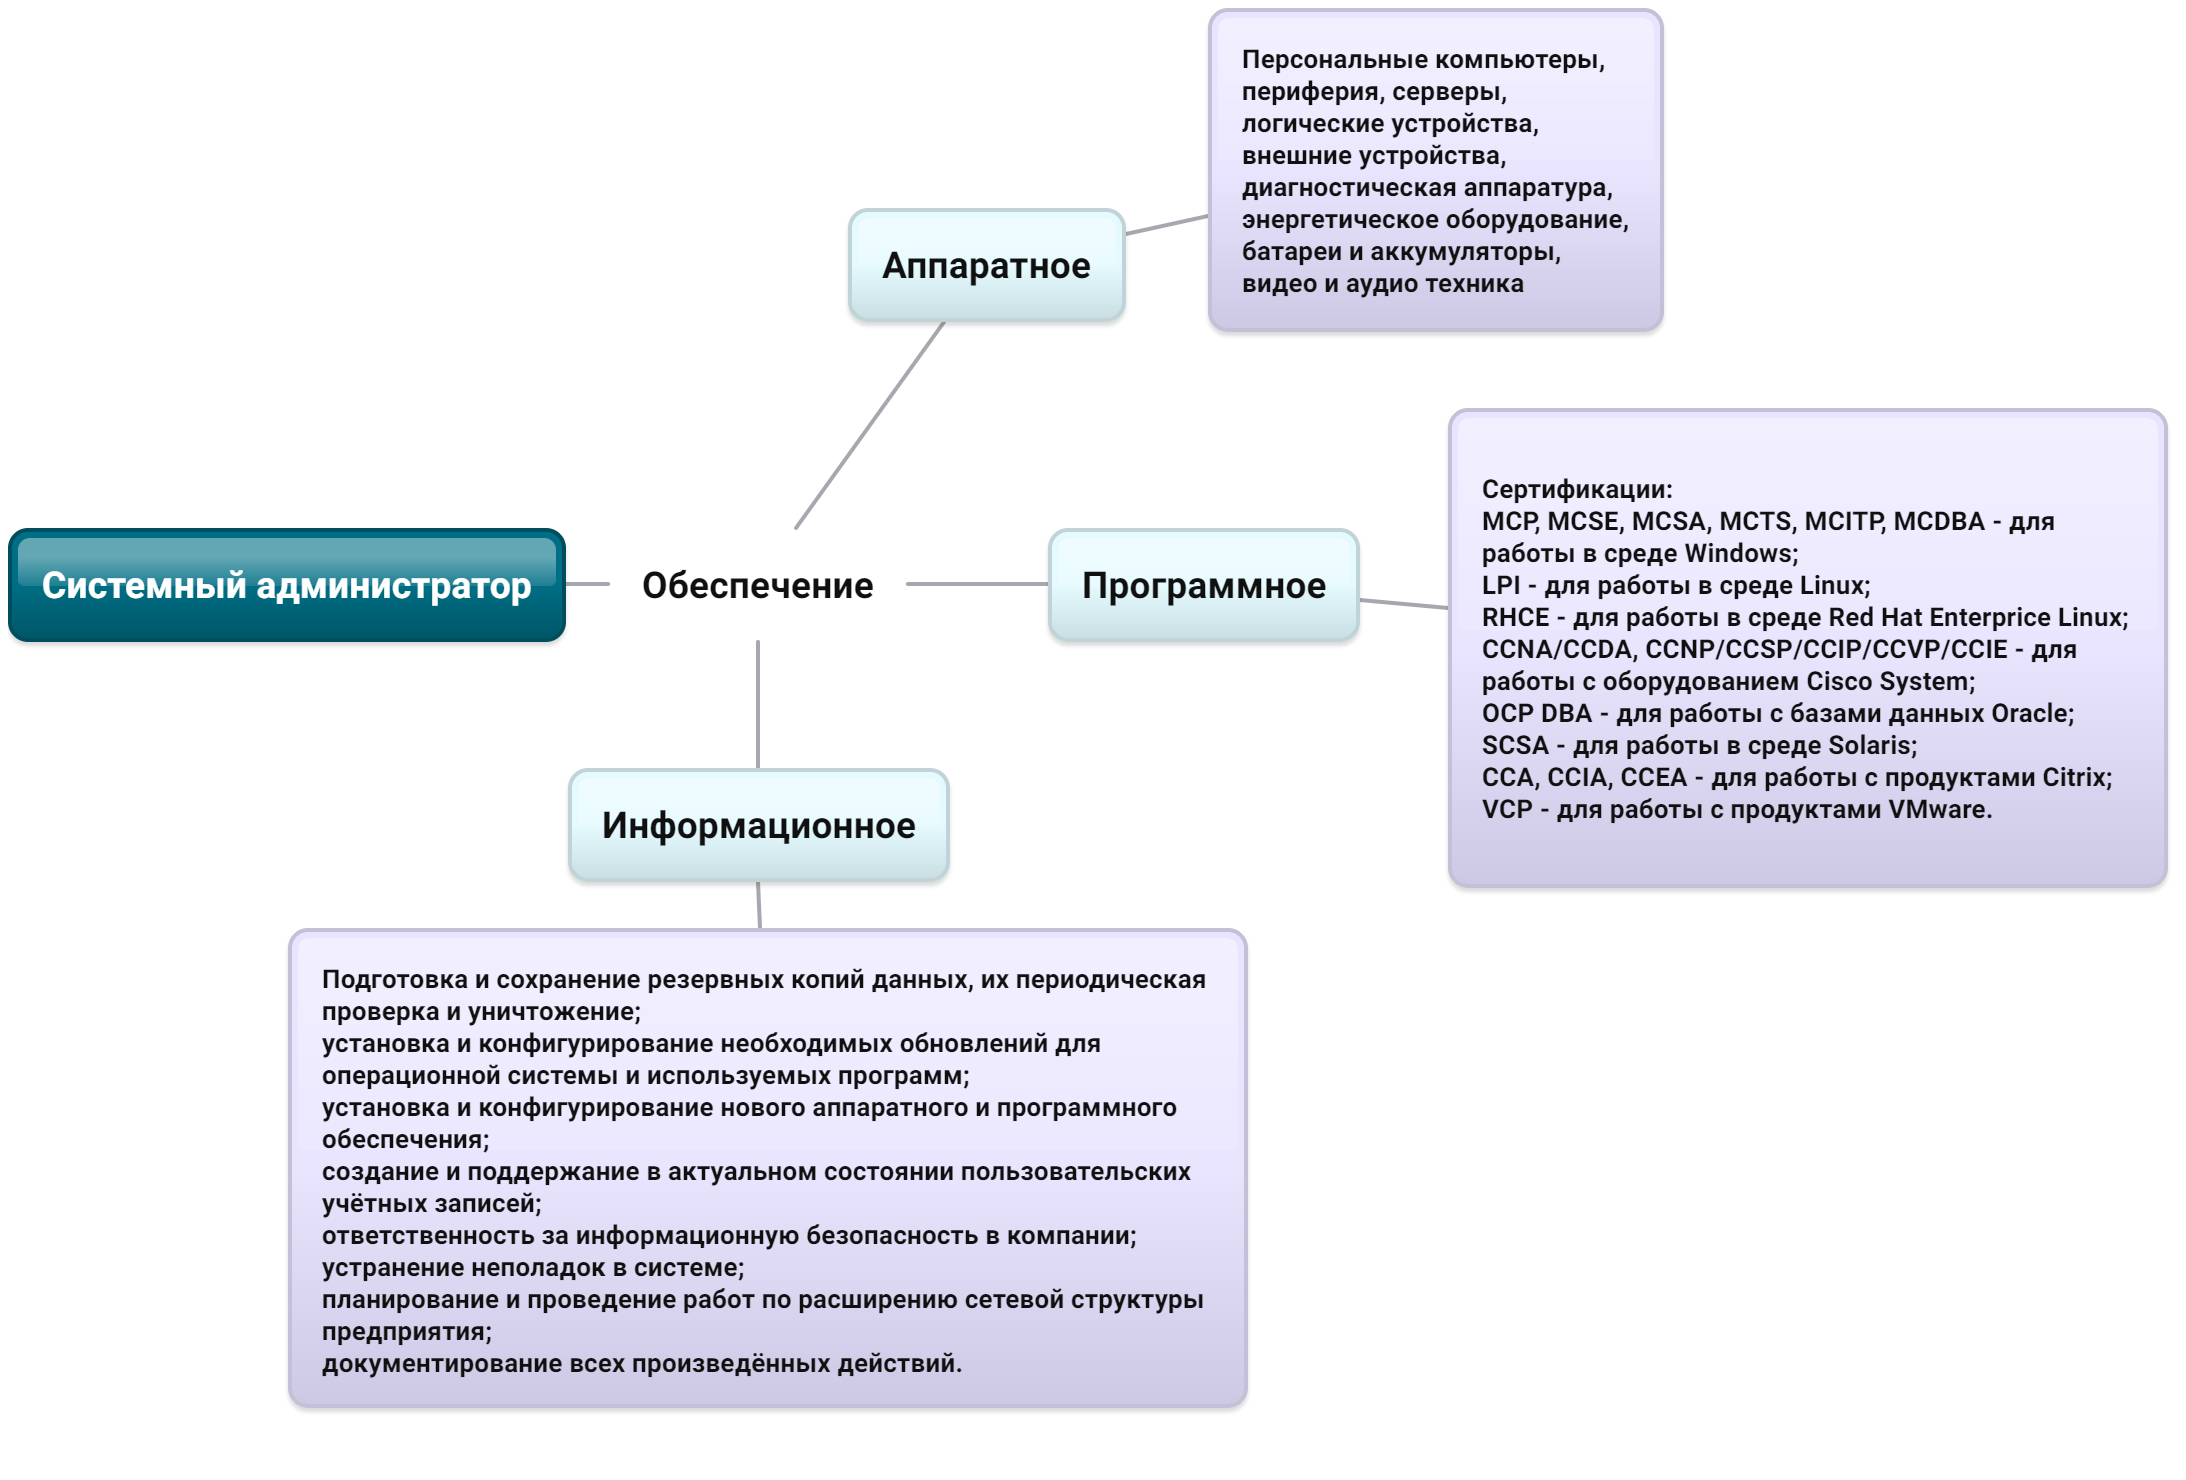 Персональные компьютеры,
периферия, серверы,
логические устройства,
внешние устройства,
диагностическая аппаратура,
энергетическое оборудование,
батареи и аккумуляторы,
видео и аудио техника
Аппаратное
Системный администратор
Обеспечение
Программное
Сертификации:
MCP, MCSE, MCSA, MCTS, MCITP, MCDBA - для
работы в среде Windows;
LPI - для работы в среде Linux;
RHCE - для работы в среде Red Hat Enterprice Linux;
CCNA/CCDA, CCNP/CCSP/CCIP/CCVP/CCIE - для
работы с оборудованием Cisco System;
OCP DBA - для работы с базами данных Oracle;
SCSA - для работы в среде Solaris;
CCA, CCIA, CCEA - для работы с продуктами Citrix;
VCP - для работы с продуктами VMware.
Информационное
Подготовка и сохранение резервных копий данных, их периодическая
проверка и уничтожение;
установка и конфигурирование необходимых обновлений для
операционной системы и используемых программ;
установка и конфигурирование нового аппаратного и программного
обеспечения;
создание и поддержание в актуальном состоянии пользовательских
учётных записей;
ответственность за информационную безопасность в компании;
устранение неполадок в системе;
планирование и проведение работ по расширению сетевой структуры
предприятия;
документирование всех произведённых действий.